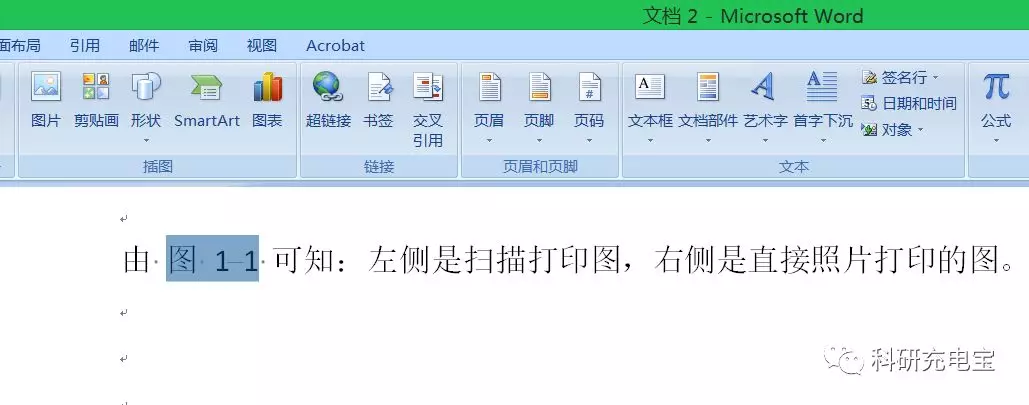 文档 2 - Microsoft Word
面布局 引用 邮件 审阅 视图 Acrobat
图片 剪贴画 形状 SmartArt 图表 超链接 书签 交叉引用 页眉 页脚 页码 文本框 文档部件 艺术字 首字下沉 签名行 日期和时间 对象 公式
插图 链接 页眉和页脚 文本
由 图 1-1 可知：左侧是扫描打印图，右侧是直接照片打印的图。
科研充电宝